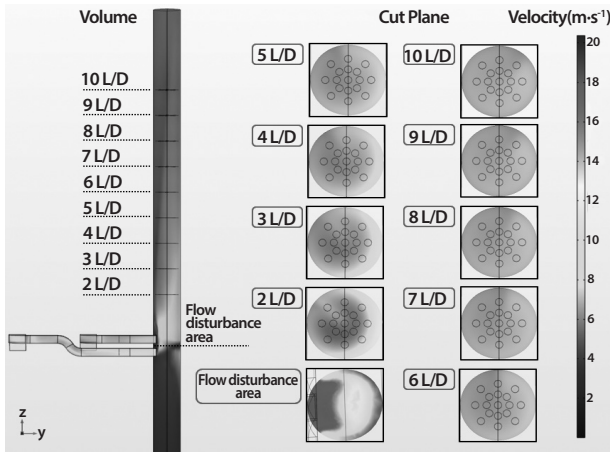 Volume
Cut Plane
Velocity(m·s⁻¹)
10 L/D
9 L/D
8 L/D
7 L/D
6 L/D
5 L/D
4 L/D
3 L/D
2 L/D
Flow
disturbance
area
z
y
5 L/D
4 L/D
3 L/D
2 L/D
Flow disturbance
area
10 L/D
9 L/D
8 L/D
7 L/D
6 L/D
20
18
16
14
12
10
8
6
4
2